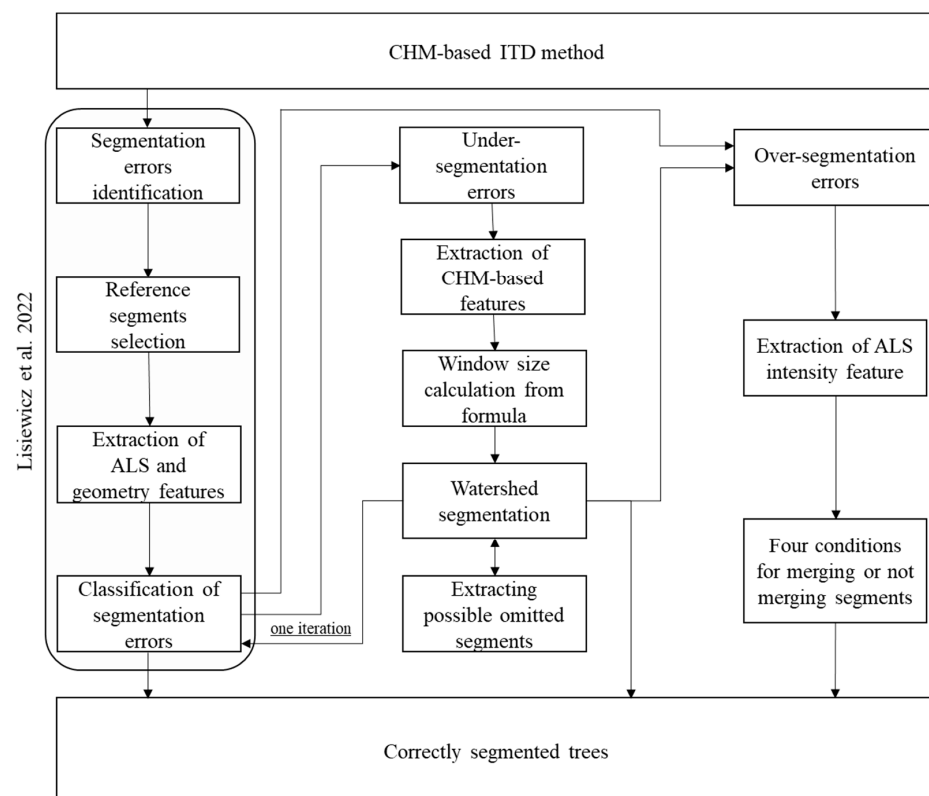 CHM-based ITD method
Lisiewicz et al. 2022
Segmentation
errors
identification
Reference
segments
selection
Extraction of
ALS and
geometry features
Classification of
segmentation
errors
one iteration
Under-
segmentation
errors
Extraction of
CHM-based
features
Window size
calculation from
formula
Watershed
segmentation
Extracting
possible omitted
segments
Over-segmentation
errors
Extraction of ALS
intensity feature
Four conditions
for merging or not
merging segments
Correctly segmented trees